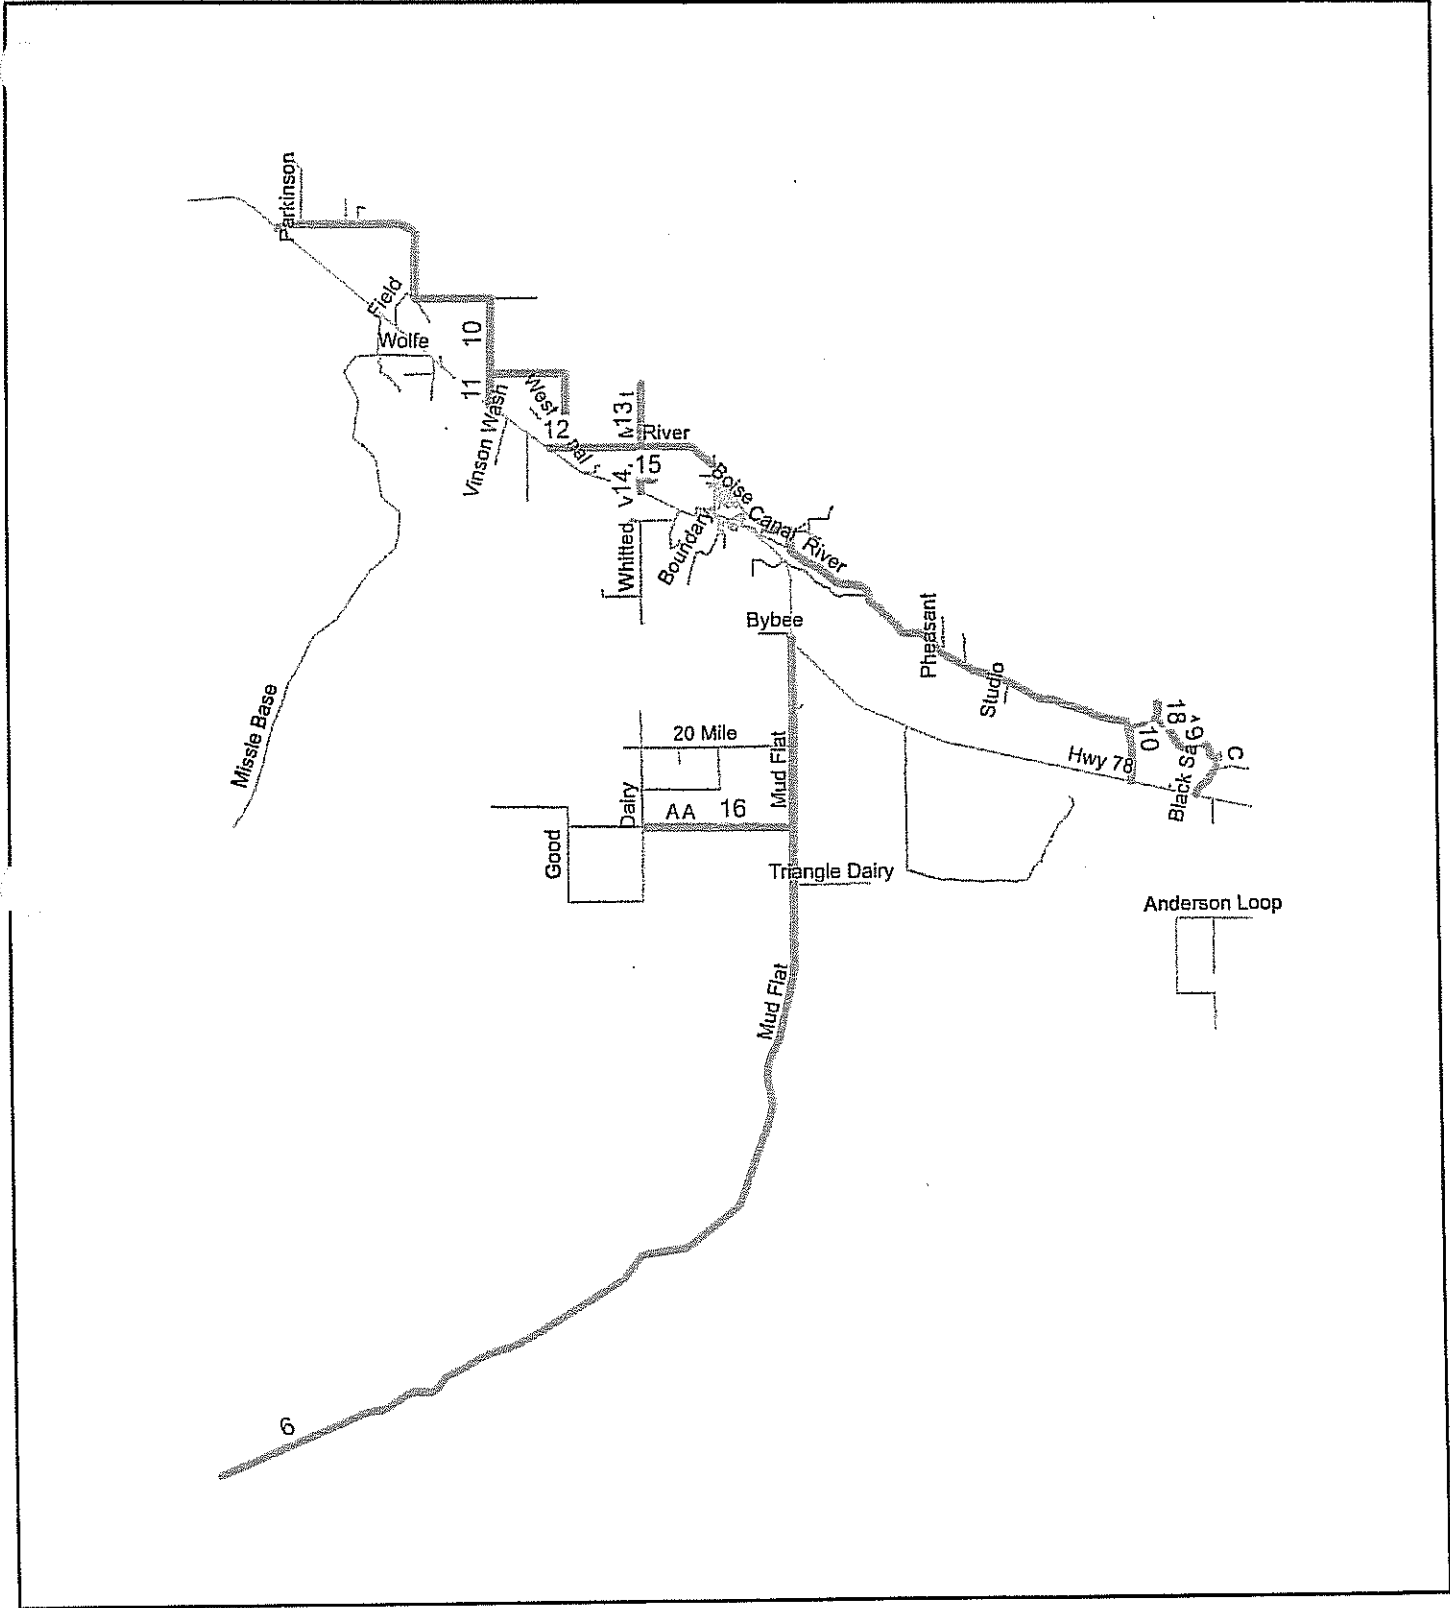 Parkinson
Field
Wolfe
10
11
Vinson Wash
West
12
13
River
15
14
Boise
Canal
River
Whitted
Boundary
Bybee
Pheasant
Studio
Missle Base
20 Mile
Mud Flat
Hwy 78
10
18
9
C
Black Sa
Dairy
AA
16
Good
Triangle Dairy
Anderson Loop
Mud Flat
6